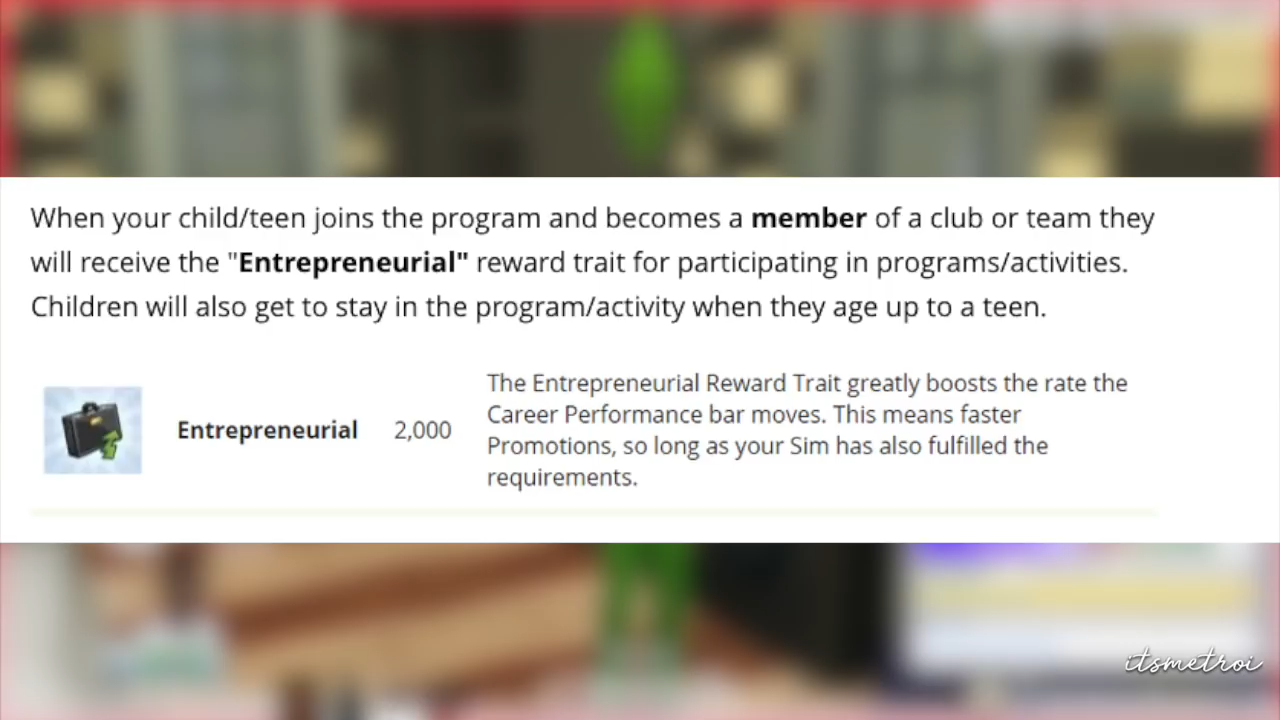 When your child/teen joins the program and becomes a member of a club or team they
will receive the "Entrepreneurial" reward trait for participating in programs/activities.
Children will also get to stay in the program/activity when they age up to a teen.
Entrepreneurial 2,000
The Entrepreneurial Reward Trait greatly boosts the rate the
Career Performance bar moves. This means faster
Promotions, so long as your Sim has also fulfilled the
requirements.
itsmetroi